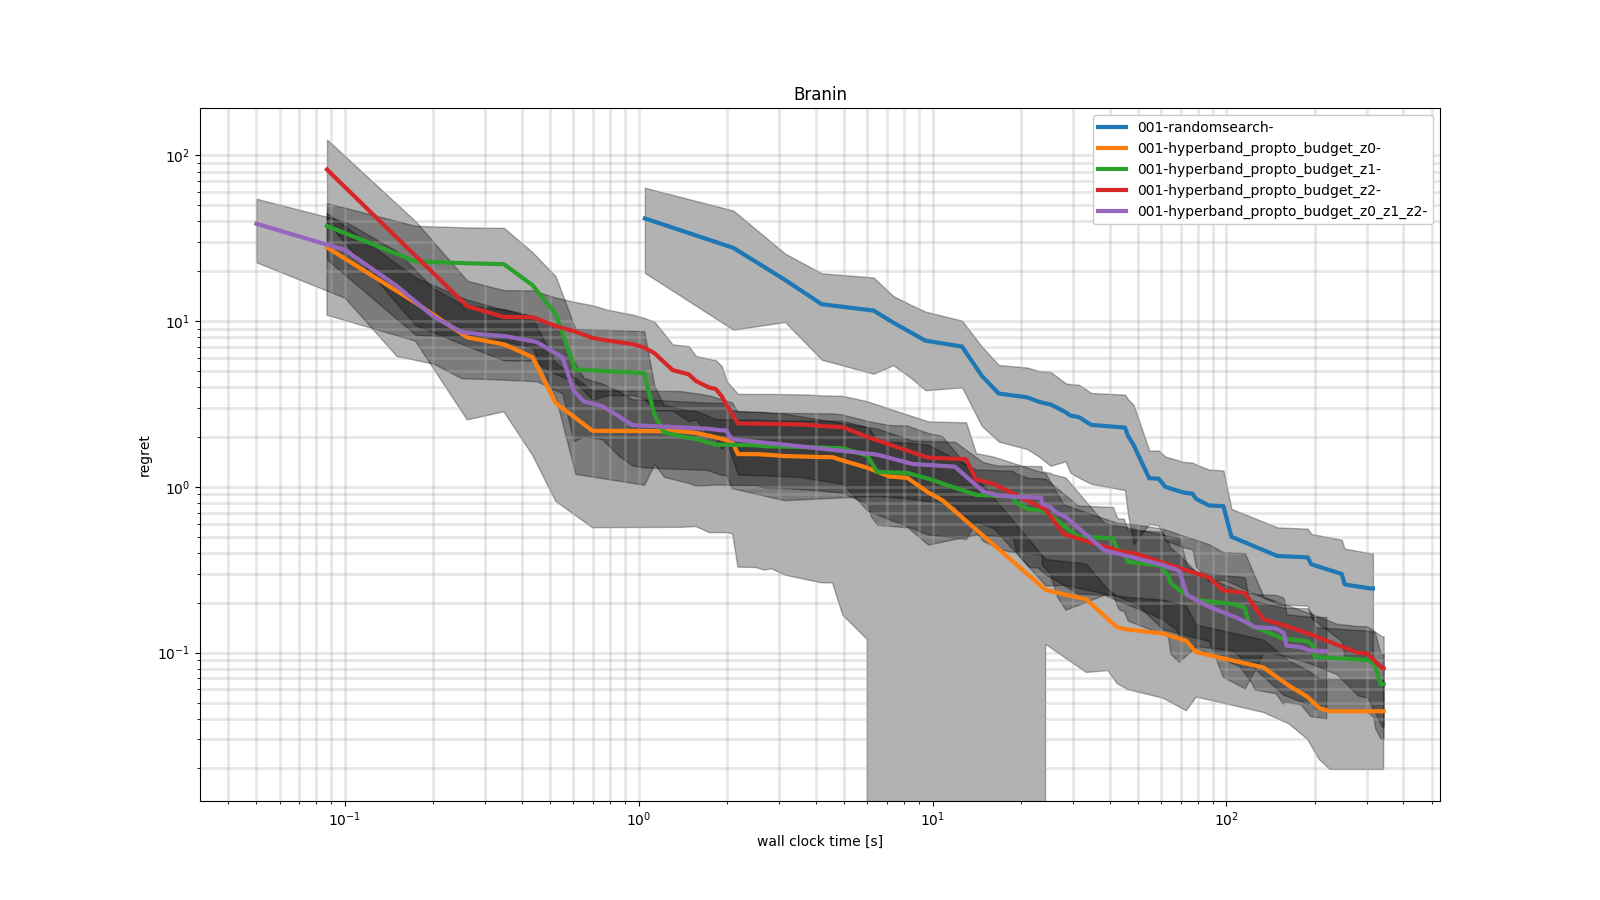 Branin
001-randomsearch-
001-hyperband_propto_budget_z0-
001-hyperband_propto_budget_z1-
001-hyperband_propto_budget_z2-
001-hyperband_propto_budget_z0_z1_z2-
10²
10¹
10⁰
10⁻¹
regret
10⁻¹ 10⁰ 10¹ 10²
wall clock time [s]